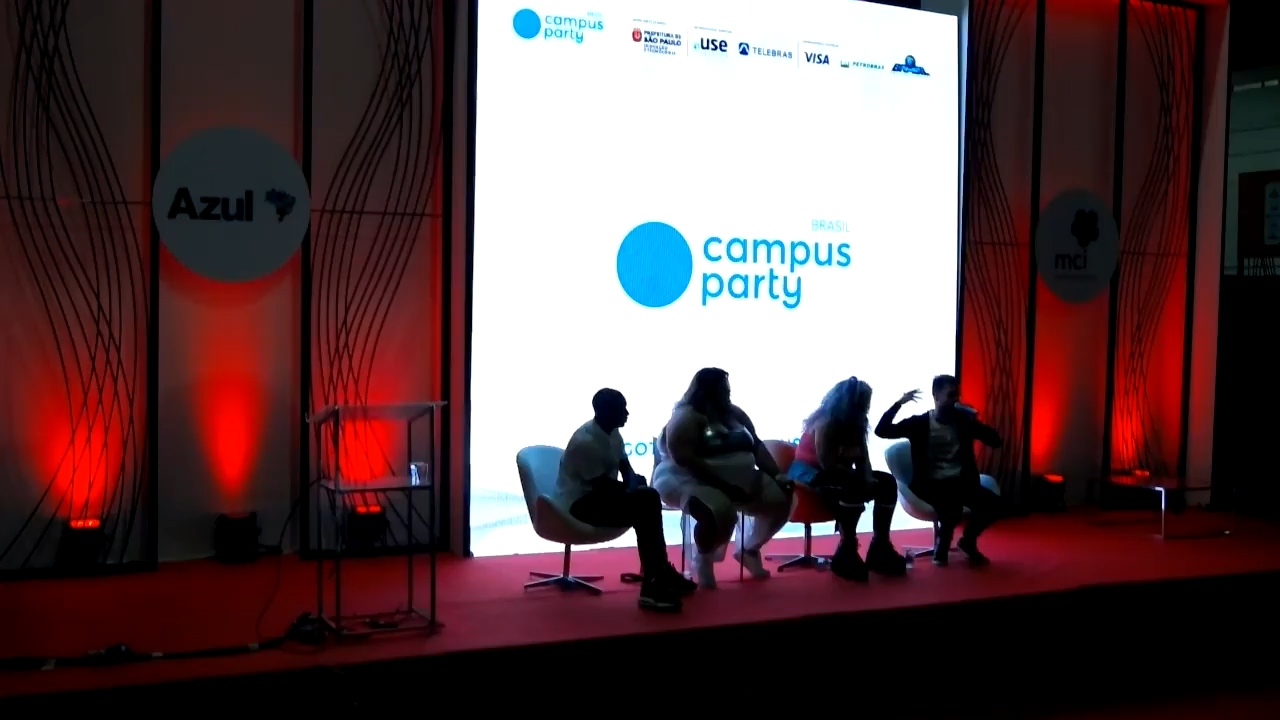 campus
party
PREFEITURA DE
SÃO PAULO
use
TELEBRAS
VISA
PETROBRAS
Azul
BRASIL
campus
party
mci